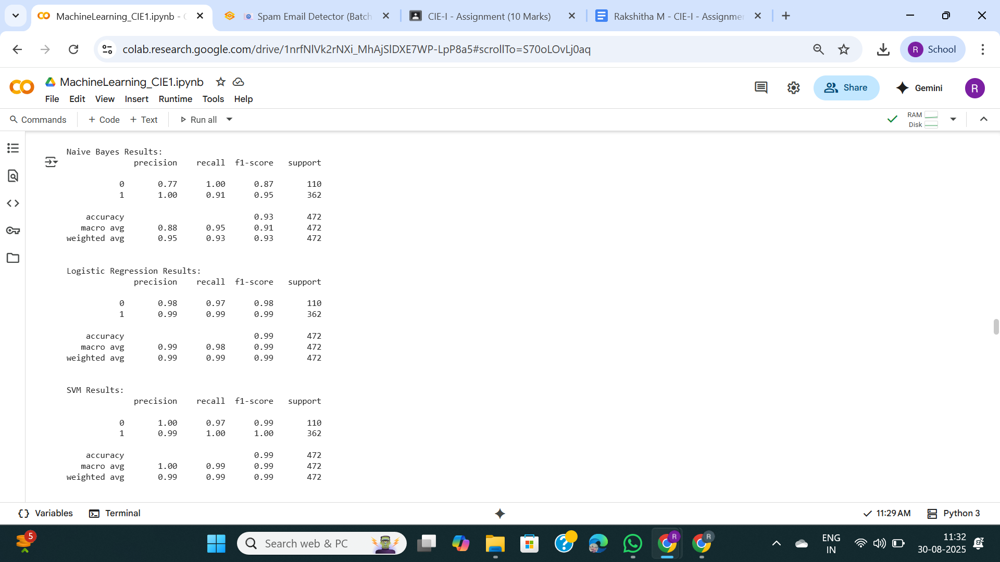 MachineLearning_CIE1.ipynb - C
Spam Email Detector (Batch
CIE-I - Assignment (10 Marks)
Rakshitha M - CIE-I - Assignme
colab.research.google.com/drive/1nrfNlVk2rNXi_MhAjSlDXE7WP-LpP8a5#scrollTo=S70oLOvLj0aq
R School
MachineLearning_CIE1.ipynb
Share
Gemini
R
File Edit View Insert Runtime Tools Help
Commands + Code + Text Run all
RAM
Disk
Naive Bayes Results:
precision recall f1-score support
0 0.77 1.00 0.87 110
1 1.00 0.91 0.95 362
accuracy 0.93 472
macro avg 0.88 0.95 0.91 472
weighted avg 0.95 0.93 0.93 472
Logistic Regression Results:
precision recall f1-score support
0 0.98 0.97 0.98 110
1 0.99 0.99 0.99 362
accuracy 0.99 472
macro avg 0.99 0.98 0.99 472
weighted avg 0.99 0.99 0.99 472
SVM Results:
precision recall f1-score support
0 1.00 0.97 0.99 110
1 0.99 1.00 1.00 362
accuracy 0.99 472
macro avg 1.00 0.99 0.99 472
weighted avg 0.99 0.99 0.99 472
{} Variables Terminal
11:29 AM Python 3
5
Search web & PC
R
R
ENG
IN
11:32
30-08-2025